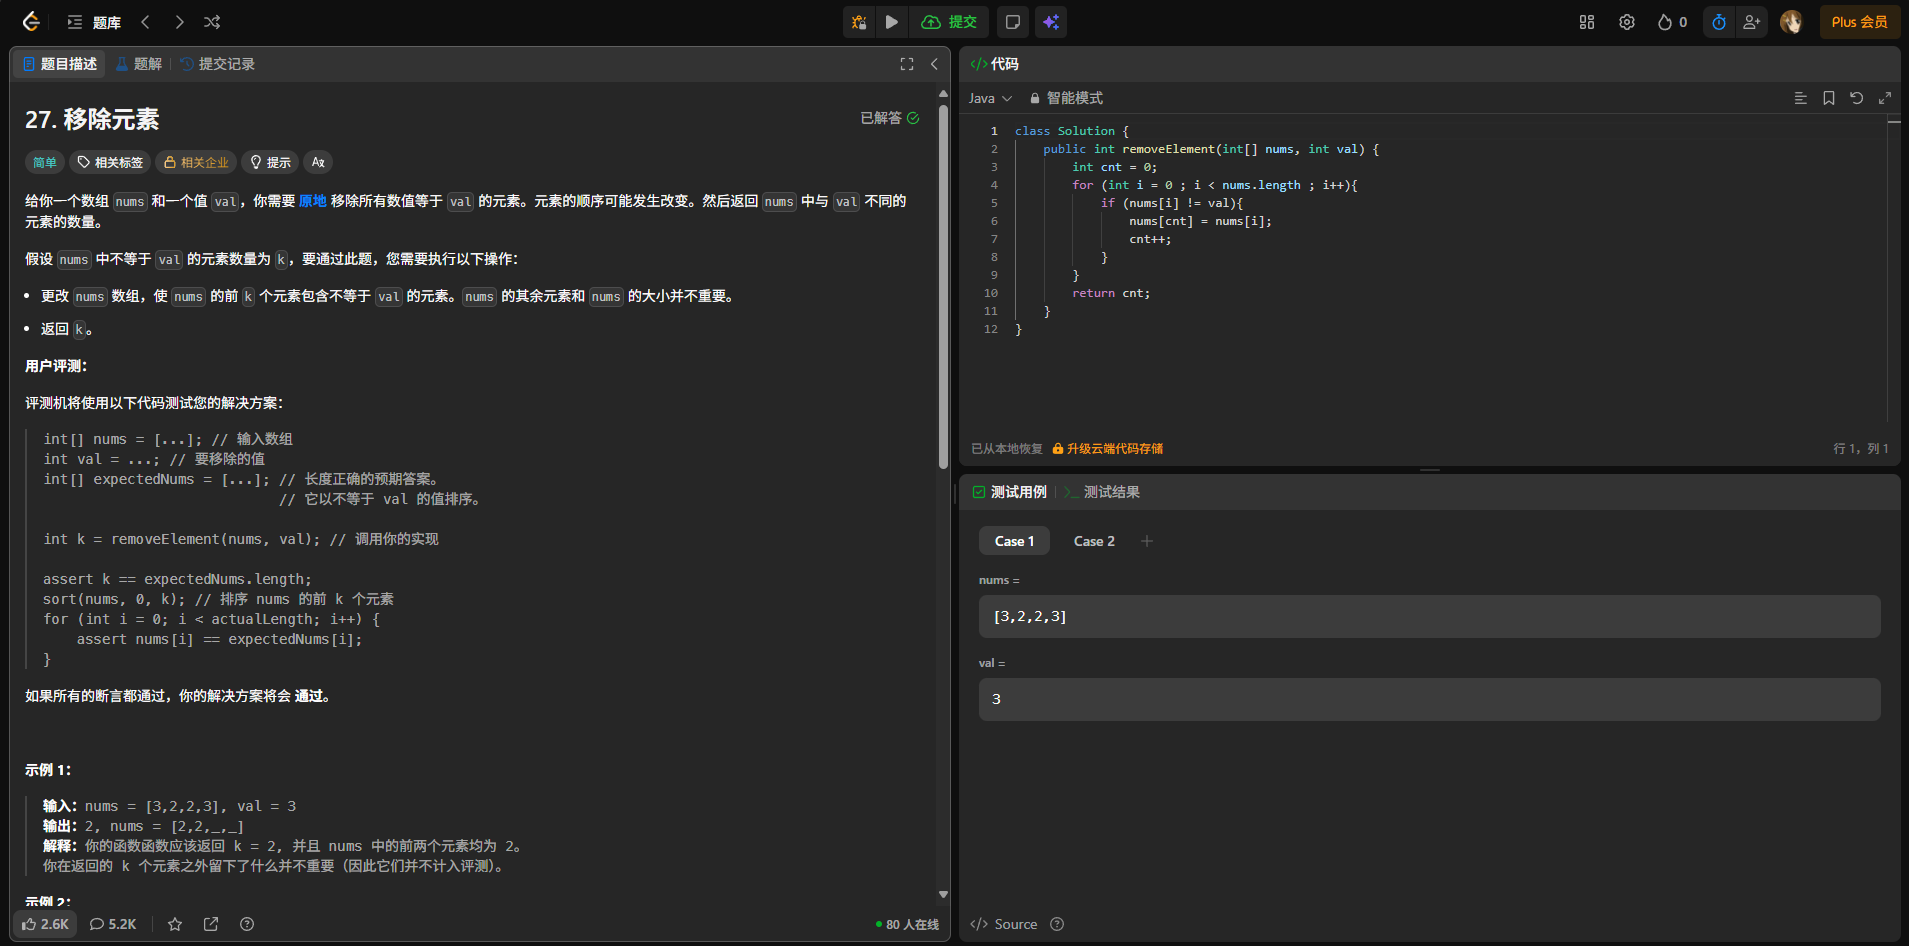 题库
提交
0
Plus 会员
题目描述
题解
提交记录
27. 移除元素
已解答
简单
相关标签
相关企业
提示
给你一个数组 nums 和一个值 val，你需要 原地 移除所有数值等于 val 的元素。元素的顺序可能发生改变。然后返回 nums 中与 val 不同的
元素的数量。
假设 nums 中不等于 val 的元素数量为 k，要通过此题，您需要执行以下操作：
更改 nums 数组，使 nums 的前 k 个元素包含不等于 val 的元素。nums 的其余元素和 nums 的大小并不重要。
返回 k。
用户评测：
评测机将使用以下代码测试您的解决方案：
int[] nums = [...]; // 输入数组
int val = ...; // 要移除的值
int[] expectedNums = [...]; // 长度正确的预期答案。
// 它以不等于 val 的值排序。
int k = removeElement(nums, val); // 调用你的实现
assert k == expectedNums.length;
sort(nums, 0, k); // 排序 nums 的前 k 个元素
for (int i = 0; i < actualLength; i++) {
    assert nums[i] == expectedNums[i];
}
如果所有的断言都通过，你的解决方案将会 通过。
示例 1：
输入：nums = [3,2,2,3], val = 3
输出：2, nums = [2,2,_,_]
解释：你的函数函数应该返回 k = 2, 并且 nums 中的前两个元素均为 2。
你在返回的 k 个元素之外留下了什么并不重要（因此它们并不计入评测）。
示例 2：
2.6K
5.2K
80 人在线
代码
Java
智能模式
1 class Solution {
2     public int removeElement(int[] nums, int val) {
3         int cnt = 0;
4         for (int i = 0 ; i < nums.length ; i++){
5             if (nums[i] != val){
6                 nums[cnt] = nums[i];
7                 cnt++;
8             }
9         }
10         return cnt;
11     }
12 }
已从本地恢复
升级云端代码存储
行 1，列 1
测试用例
测试结果
Case 1
Case 2
nums =
[3,2,2,3]
val =
3
Source